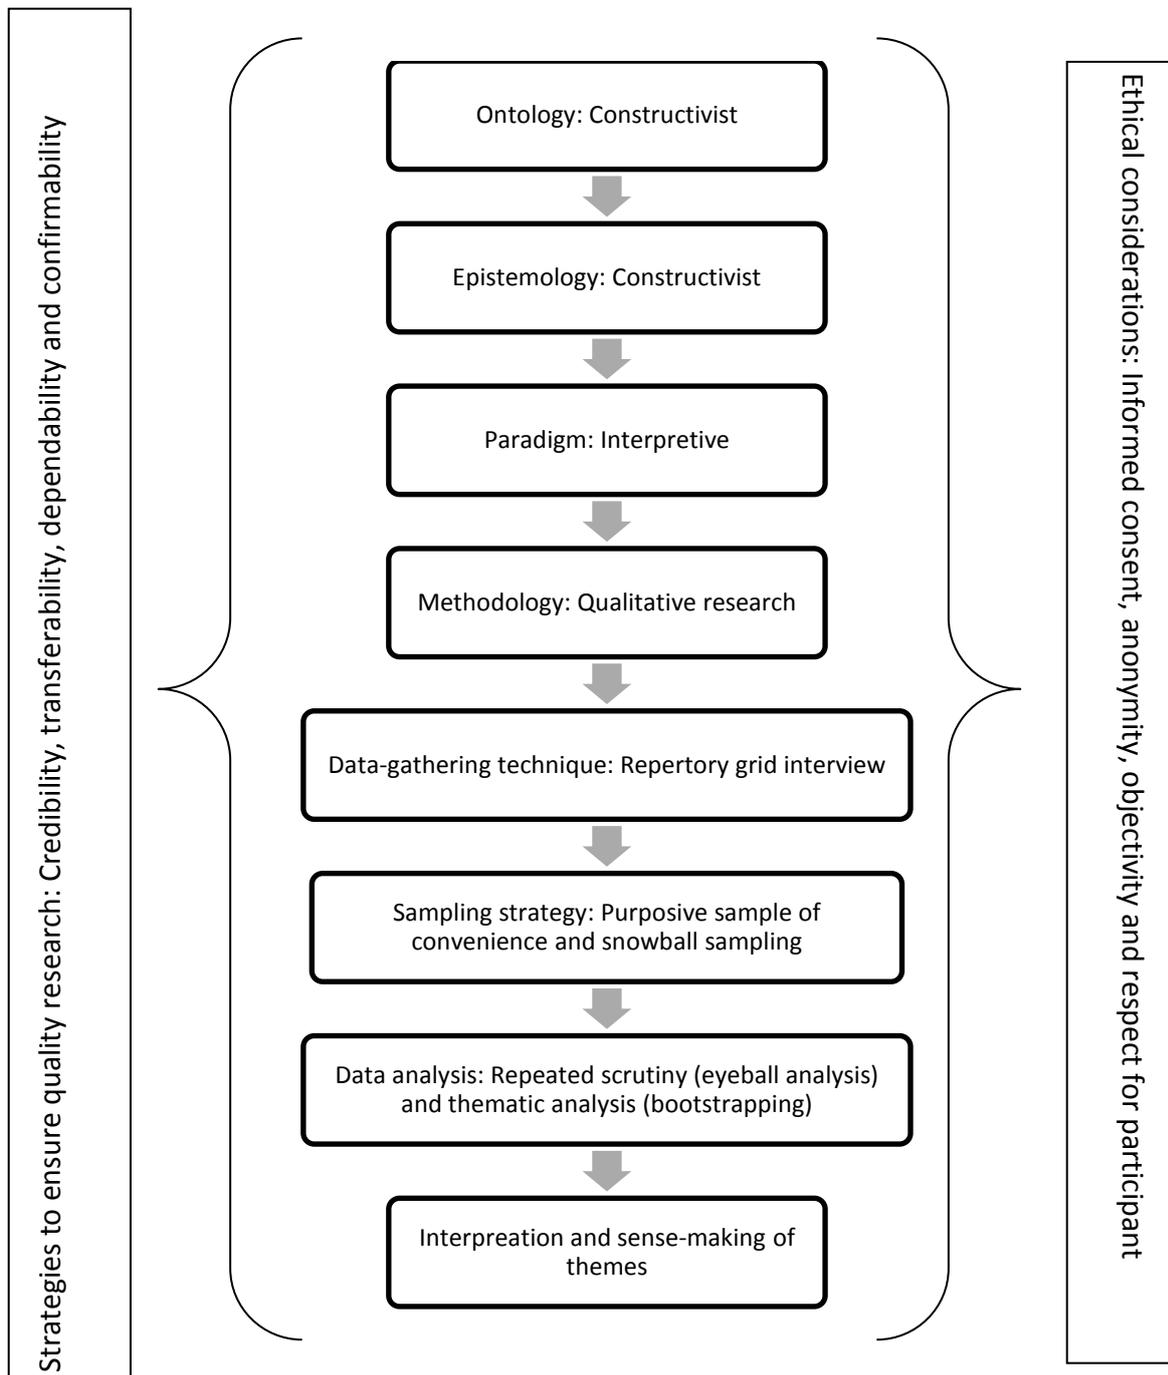 Strategies to ensure quality research: Credibility, transferability, dependability and confirmability
Ontology: Constructivist
Epistemology: Constructivist
Paradigm: Interpretive
Methodology: Qualitative research
Data-gathering technique: Repertory grid interview
Sampling strategy: Purposive sample of
convenience and snowball sampling
Data analysis: Repeated scrutiny (eyeball analysis)
and thematic analysis (bootstrapping)
Interpreation and sense-making of
themes
Ethical considerations: Informed consent, anonymity, objectivity and respect for participant